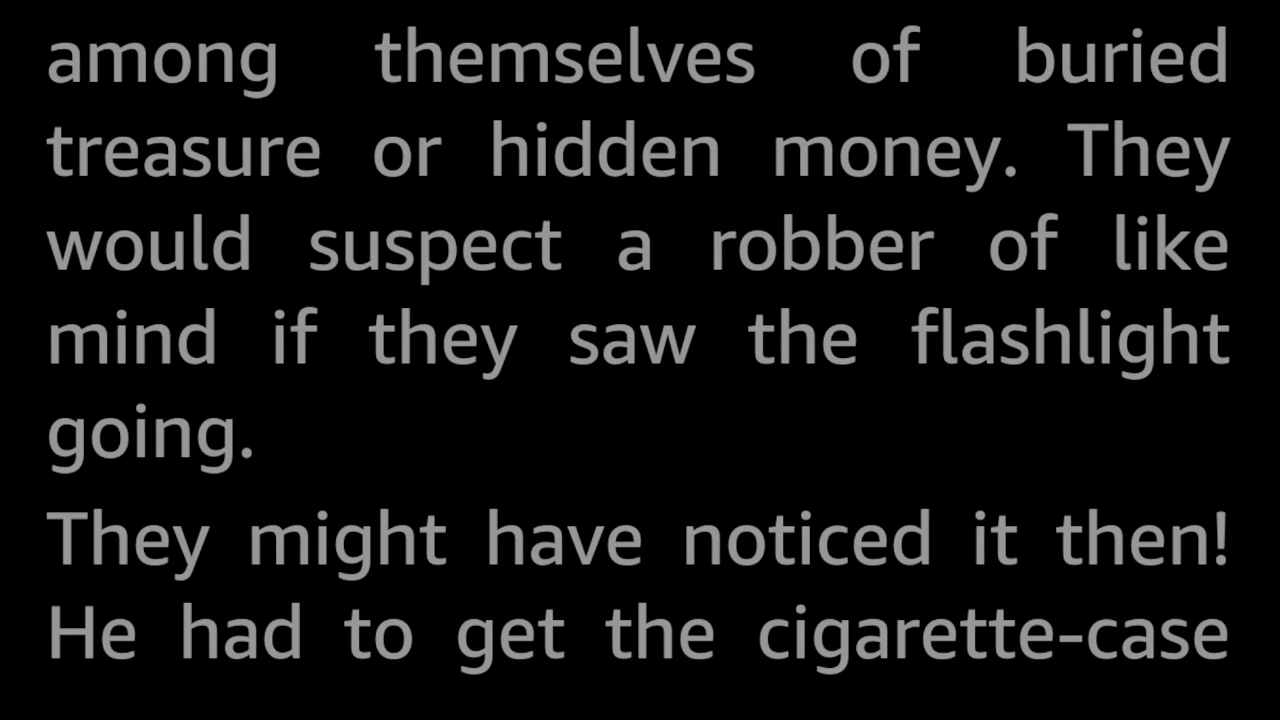 among themselves of buried
treasure or hidden money. They
would suspect a robber of like
mind if they saw the flashlight
going.
They might have noticed it then!
He had to get the cigarette-case